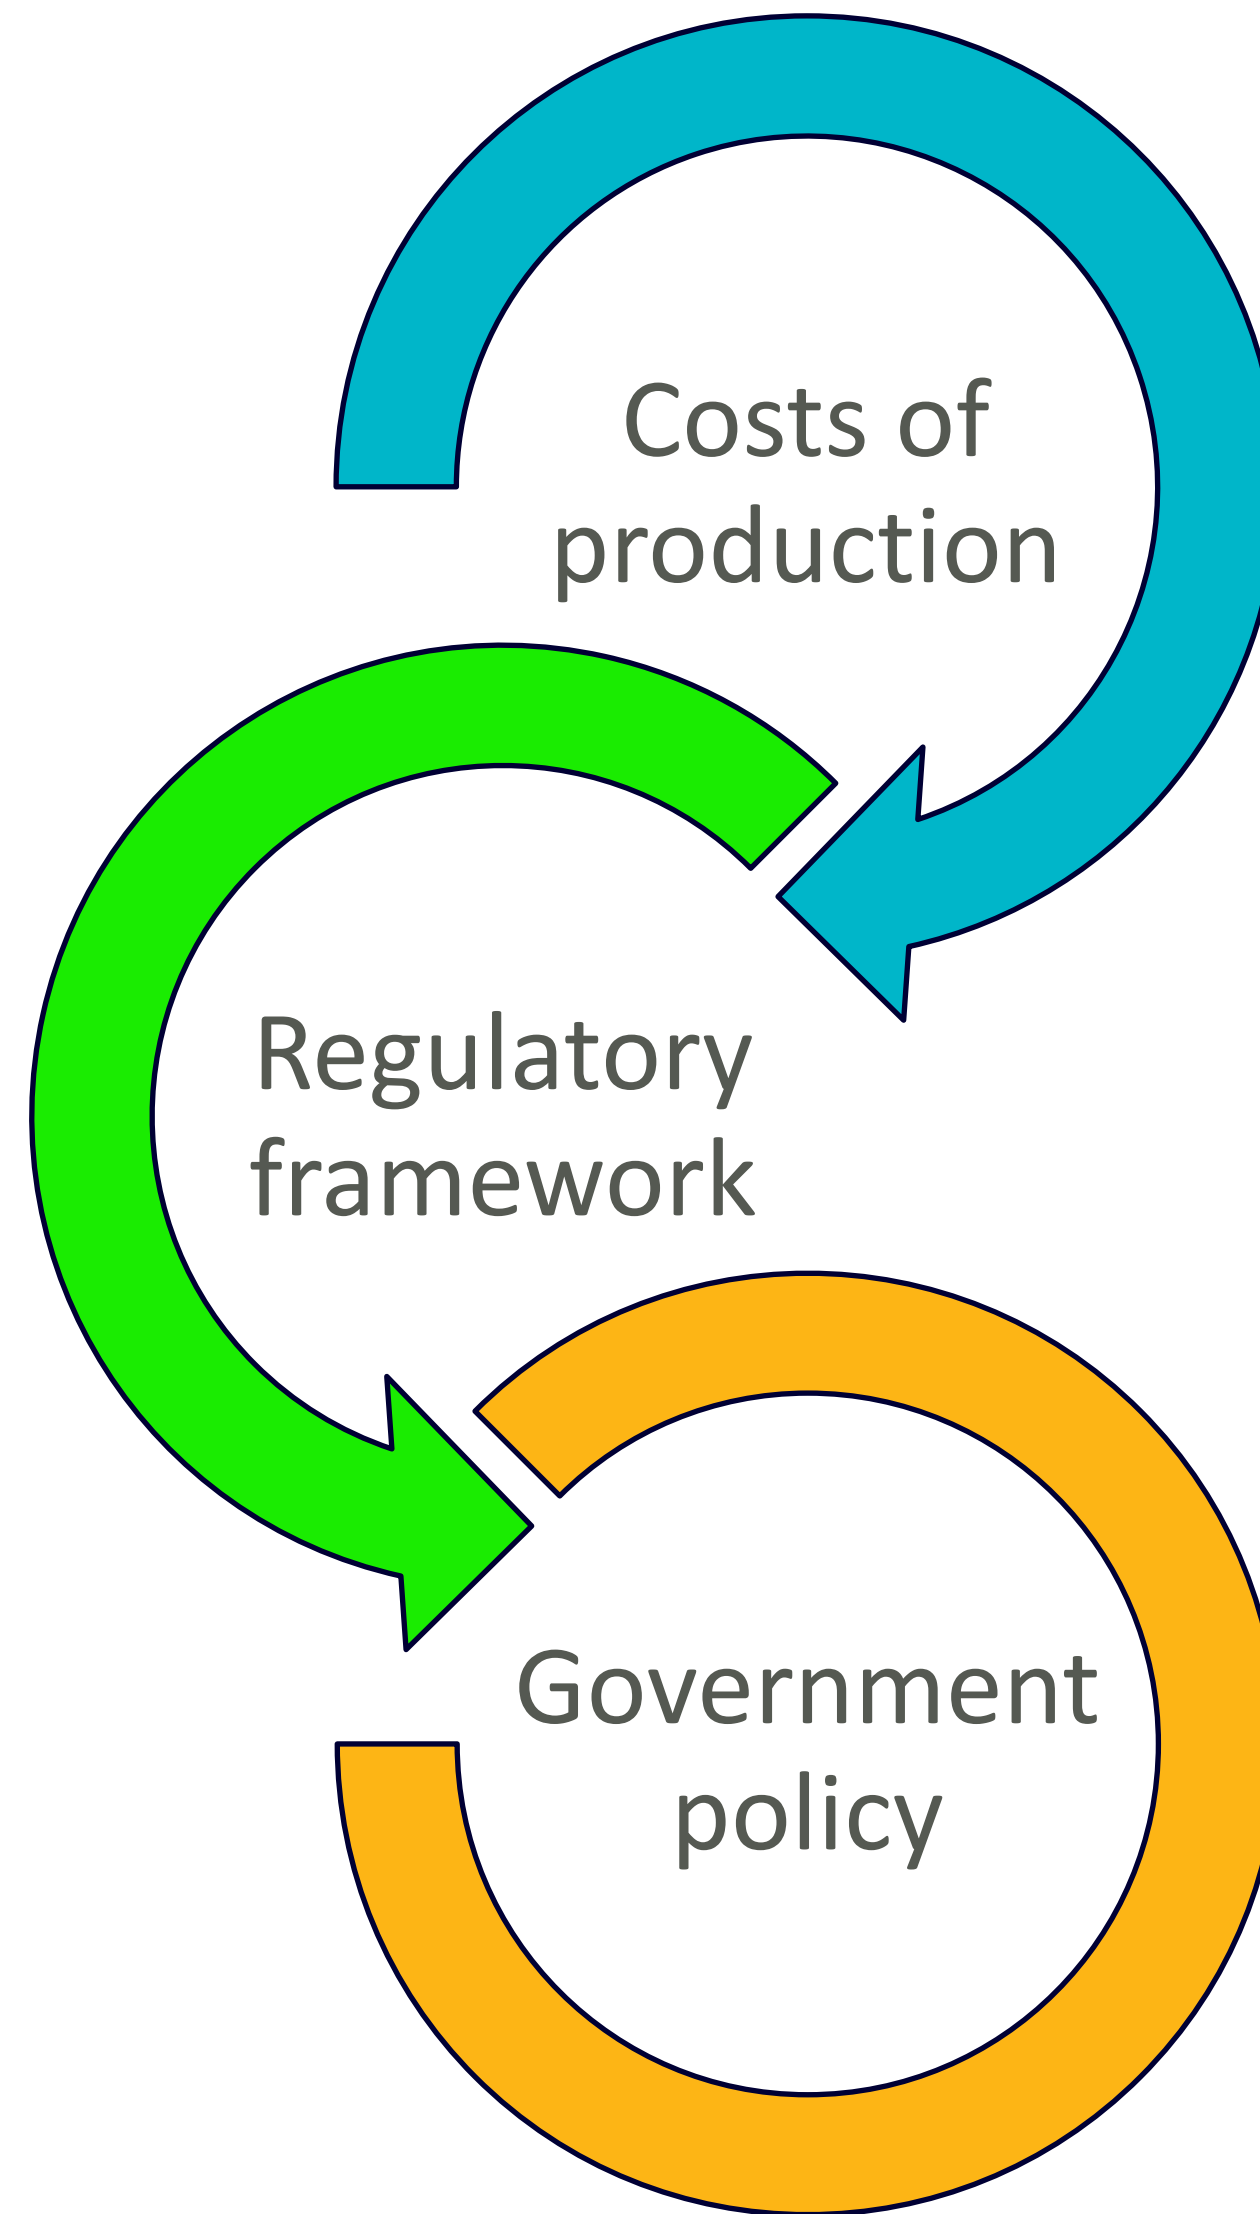 Costs of
production
Regulatory
framework
Government
policy